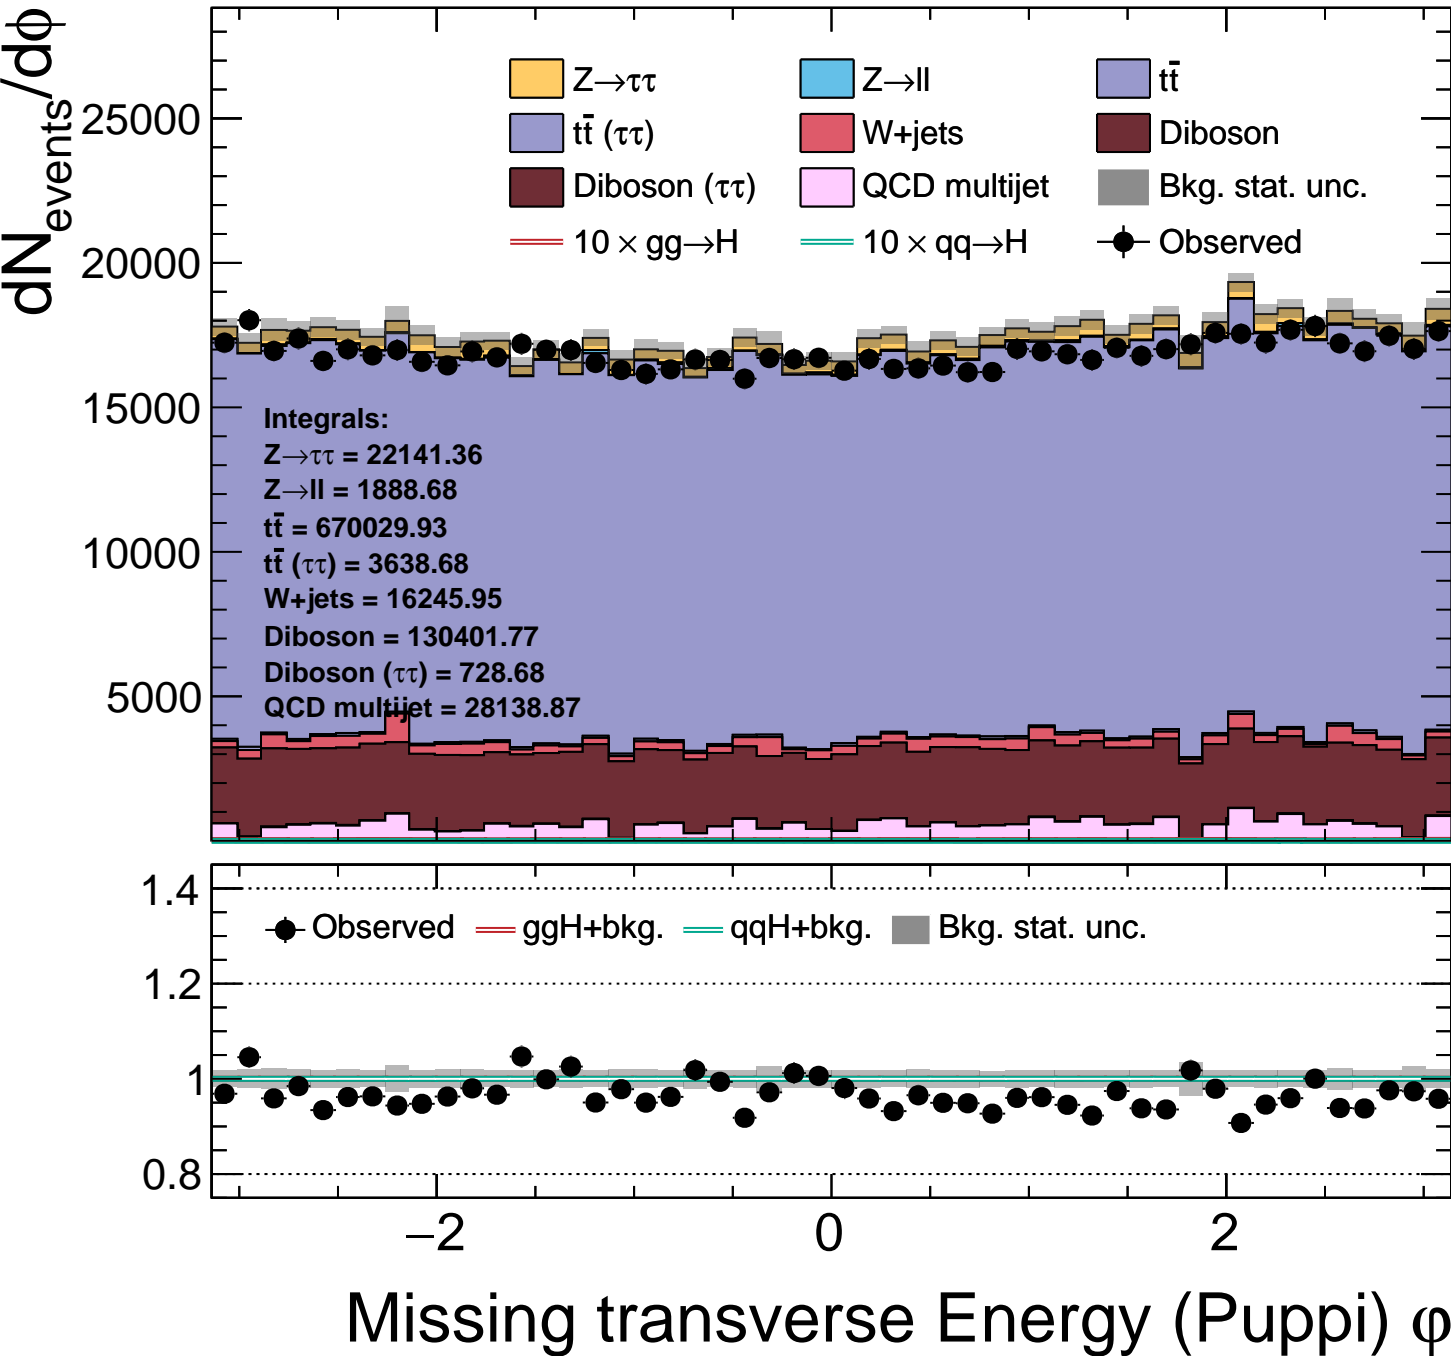 dN_events/dϕ
25000
20000
15000
10000
5000
Z→ττ Z→ll tt̄
tt̄ (ττ) W+jets Diboson
Diboson (ττ) QCD multijet Bkg. stat. unc.
10 × gg→H 10 × qq→H Observed
Integrals:
Z→ττ = 22141.36
Z→ll = 1888.68
tt̄ = 670029.93
tt̄ (ττ) = 3638.68
W+jets = 16245.95
Diboson = 130401.77
Diboson (ττ) = 728.68
QCD multijet = 28138.87
1.4
1.2
1
0.8
Observed ggH+bkg. qqH+bkg. Bkg. stat. unc.
−2 0 2
Missing transverse Energy (Puppi) φ